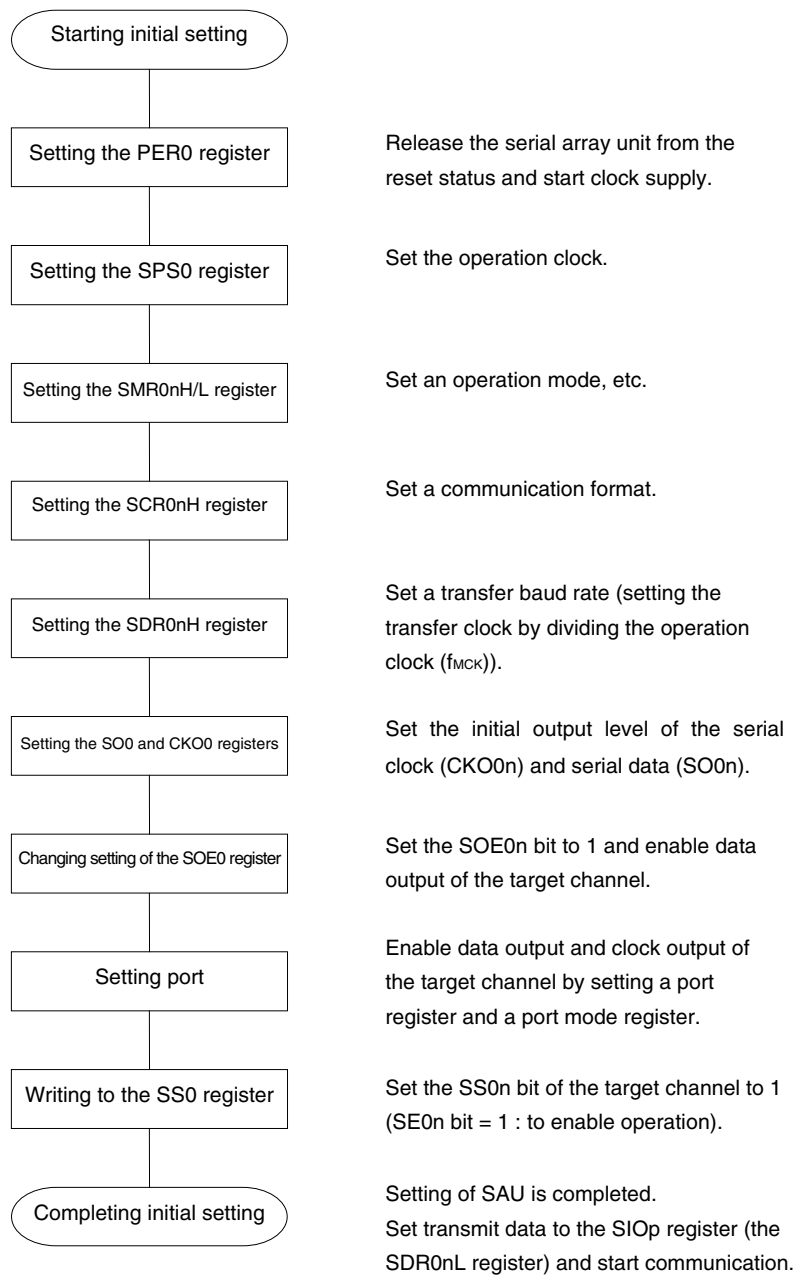 Starting initial setting
Setting the PER0 register
Release the serial array unit from the
reset status and start clock supply.
Setting the SPS0 register
Set the operation clock.
Setting the SMR0nH/L register
Set an operation mode, etc.
Setting the SCR0nH register
Set a communication format.
Setting the SDR0nH register
Set a transfer baud rate (setting the
transfer clock by dividing the operation
clock (fMCK)).
Setting the SO0 and CKO0 registers
Set the initial output level of the serial
clock (CKO0n) and serial data (SO0n).
Changing setting of the SOE0 register
Set the SOE0n bit to 1 and enable data
output of the target channel.
Setting port
Enable data output and clock output of
the target channel by setting a port
register and a port mode register.
Writing to the SS0 register
Set the SS0n bit of the target channel to 1
(SE0n bit = 1 : to enable operation).
Completing initial setting
Setting of SAU is completed.
Set transmit data to the SIOp register (the
SDR0nL register) and start communication.